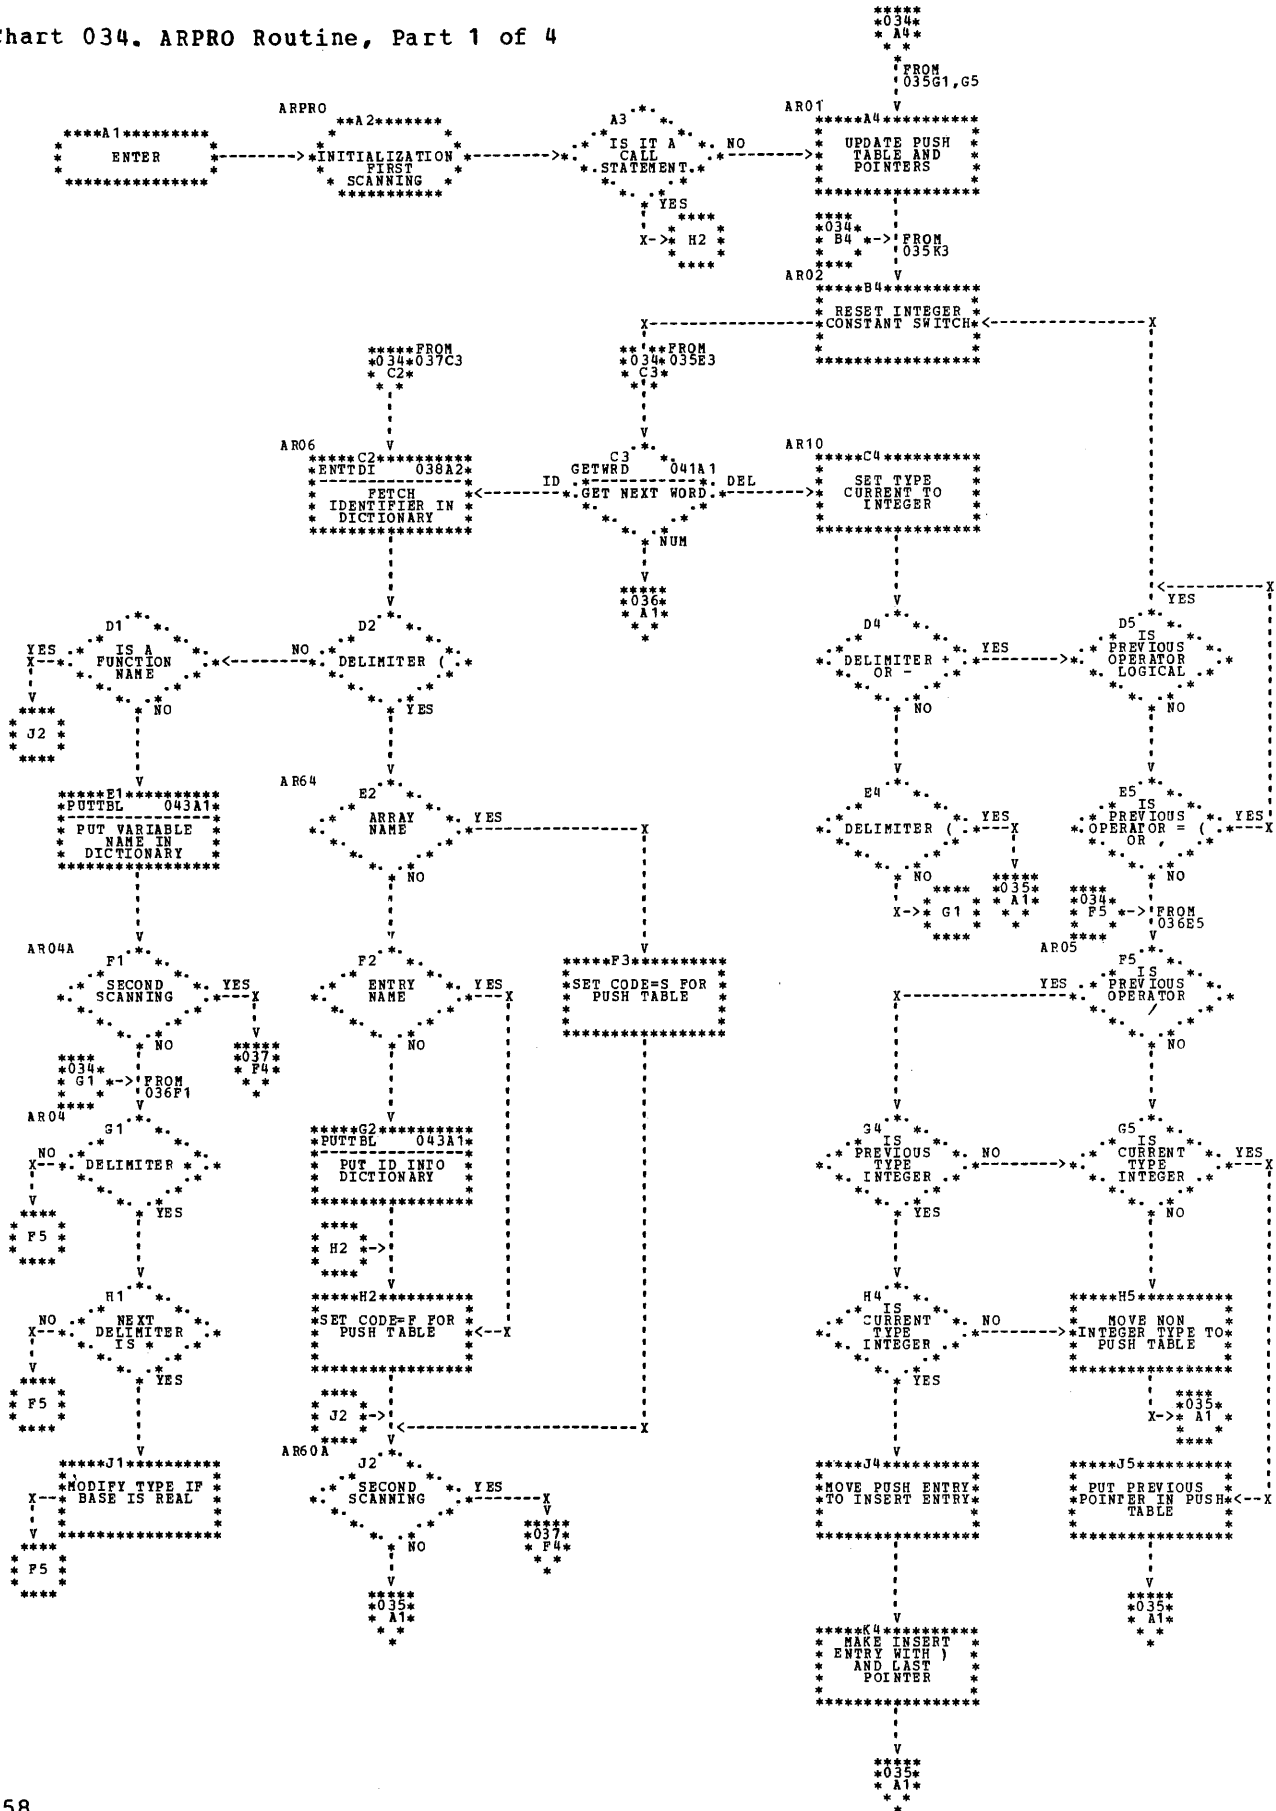 Chart 034. ARPRO Routine, Part 1 of 4
034
A4
FROM
035G1,G5
A1
ENTER
ARPRO
A2
INITIALIZATION
FIRST
SCANNING
A3
IS IT A
CALL
STATEMENT
NO
YES
H2
AR01
A4
UPDATE PUSH
TABLE AND
POINTERS
034
B4
FROM
035K3
AR02
B4
RESET INTEGER
CONSTANT SWITCH
034
C2
FROM
037C3
034
C3
FROM
035E3
AR06
C2
ENTTDI 038A2
FETCH
IDENTIFIER IN
DICTIONARY
ID
C3
GETWRD 041A1
GET NEXT WORD
DEL
NUM
036
A1
AR10
C4
SET TYPE
CURRENT TO
INTEGER
D1
IS A
FUNCTION
NAME
YES
NO
J2
D2
DELIMITER (
NO
YES
D4
DELIMITER +
OR -
YES
NO
D5
IS
PREVIOUS
OPERATOR
LOGICAL
YES
NO
E1
PUTTBL 043A1
PUT VARIABLE
NAME IN
DICTIONARY
AR64
E2
ARRAY
NAME
YES
NO
E4
DELIMITER (
YES
NO
G1
035
A1
E5
IS
PREVIOUS
OPERATOR = (
OR ,
YES
NO
034
F5
FROM
036E5
AR04A
F1
SECOND
SCANNING
YES
NO
037
F4
F2
ENTRY
NAME
YES
NO
F3
SET CODE=S FOR
PUSH TABLE
AR05
F5
IS
PREVIOUS
OPERATOR
/
YES
NO
034
G1
FROM
036F1
AR04
G1
DELIMITER *
NO
YES
F5
G2
PUTTBL 043A1
PUT ID INTO
DICTIONARY
G4
IS
PREVIOUS
TYPE
INTEGER
NO
YES
G5
IS
CURRENT
TYPE
INTEGER
YES
NO
H1
NEXT
DELIMITER
IS *
NO
YES
F5
H2
H2
SET CODE=F FOR
PUSH TABLE
H4
IS
CURRENT
TYPE
INTEGER
NO
YES
H5
MOVE NON
INTEGER TYPE TO
PUSH TABLE
035
A1
J1
MODIFY TYPE IF
BASE IS REAL
F5
J2
AR60A
J2
SECOND
SCANNING
YES
NO
037
F4
035
A1
J4
MOVE PUSH ENTRY
TO INSERT ENTRY
J5
PUT PREVIOUS
POINTER IN PUSH
TABLE
035
A1
K4
MAKE INSERT
ENTRY WITH )
AND LAST
POINTER
035
A1
58